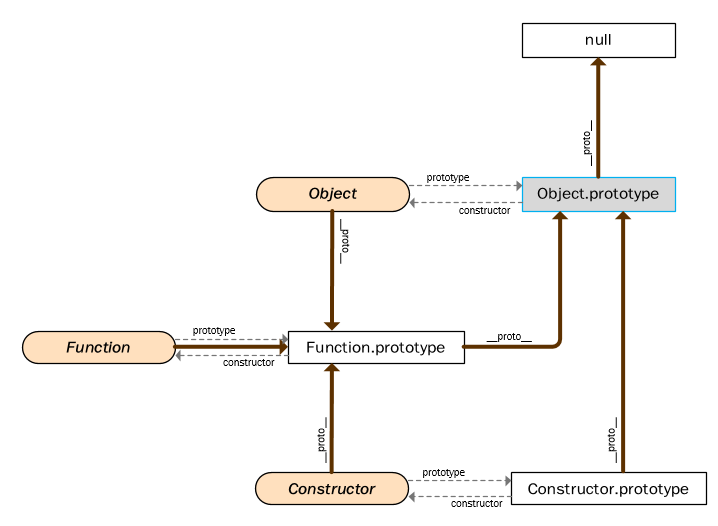 null
__proto__
prototype
Object
Object.prototype
constructor
__proto__
prototype
Function
Function.prototype
__proto__
constructor
__proto__
__proto__
prototype
Constructor
Constructor.prototype
constructor